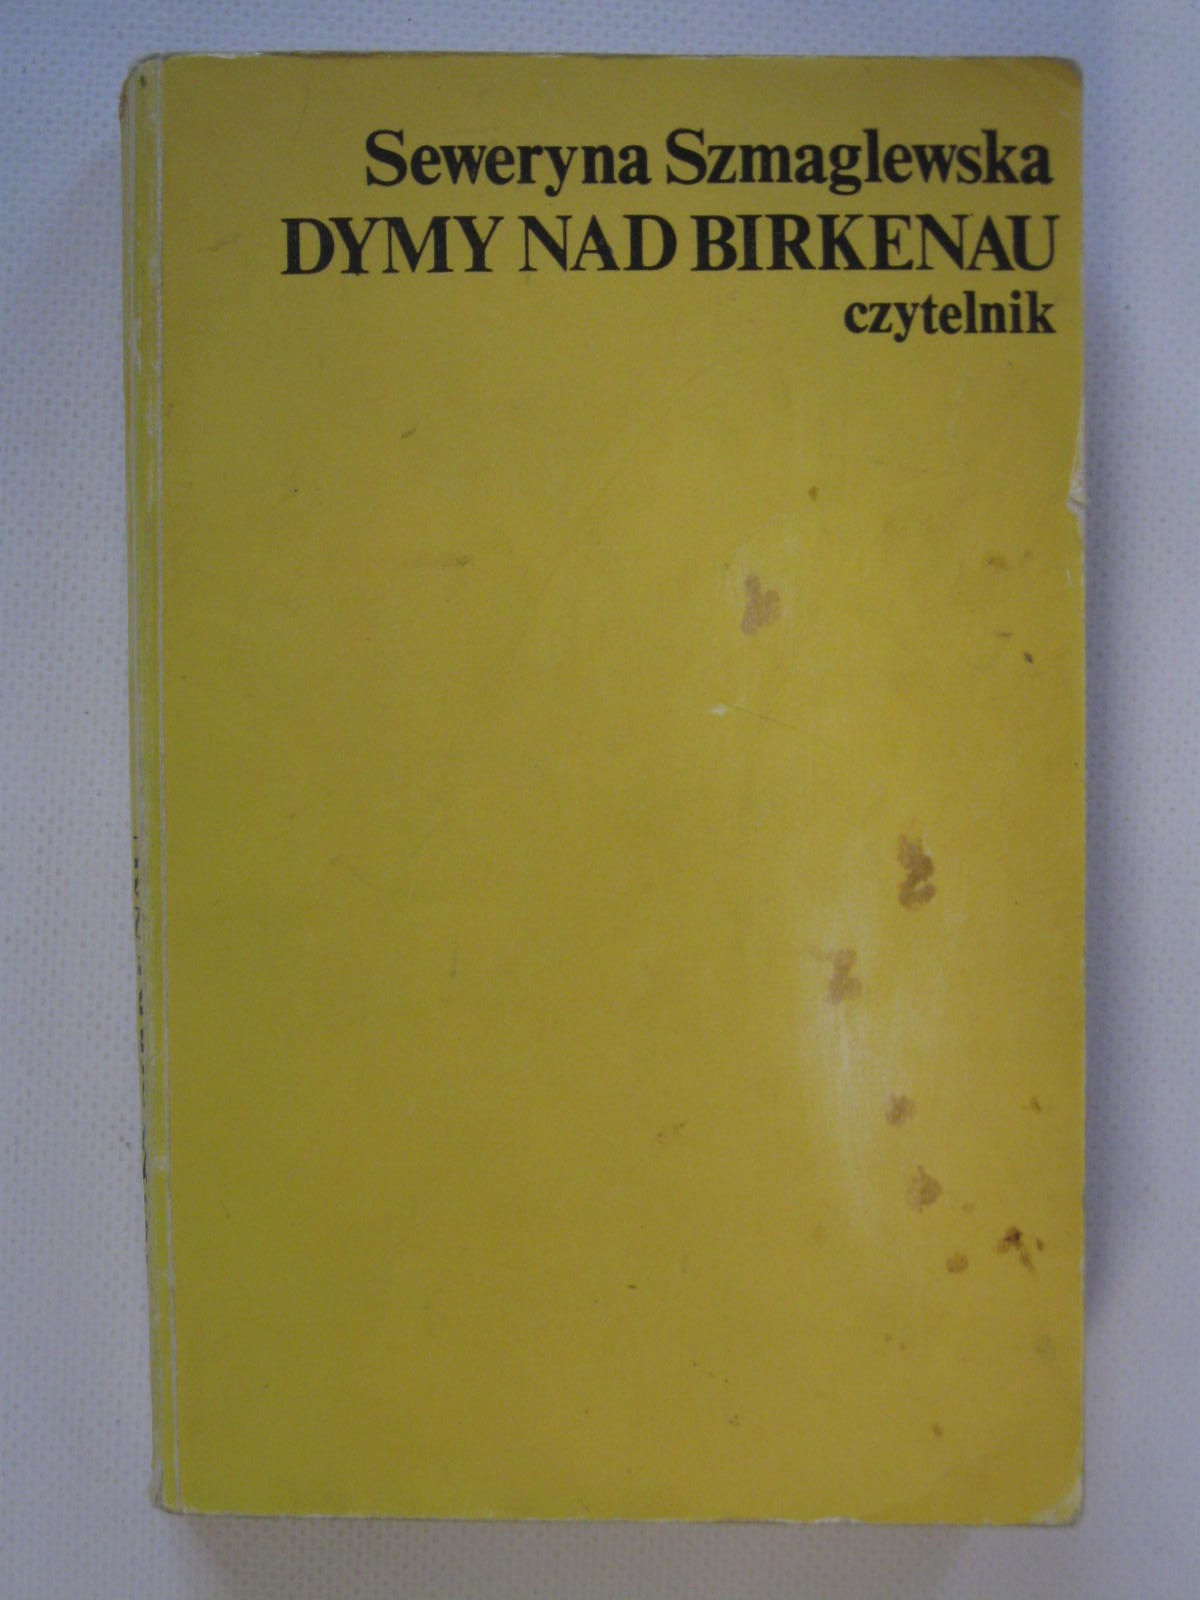 Seweryna Szmaglewska
DYMY NAD BIRKENAU
czytelnik